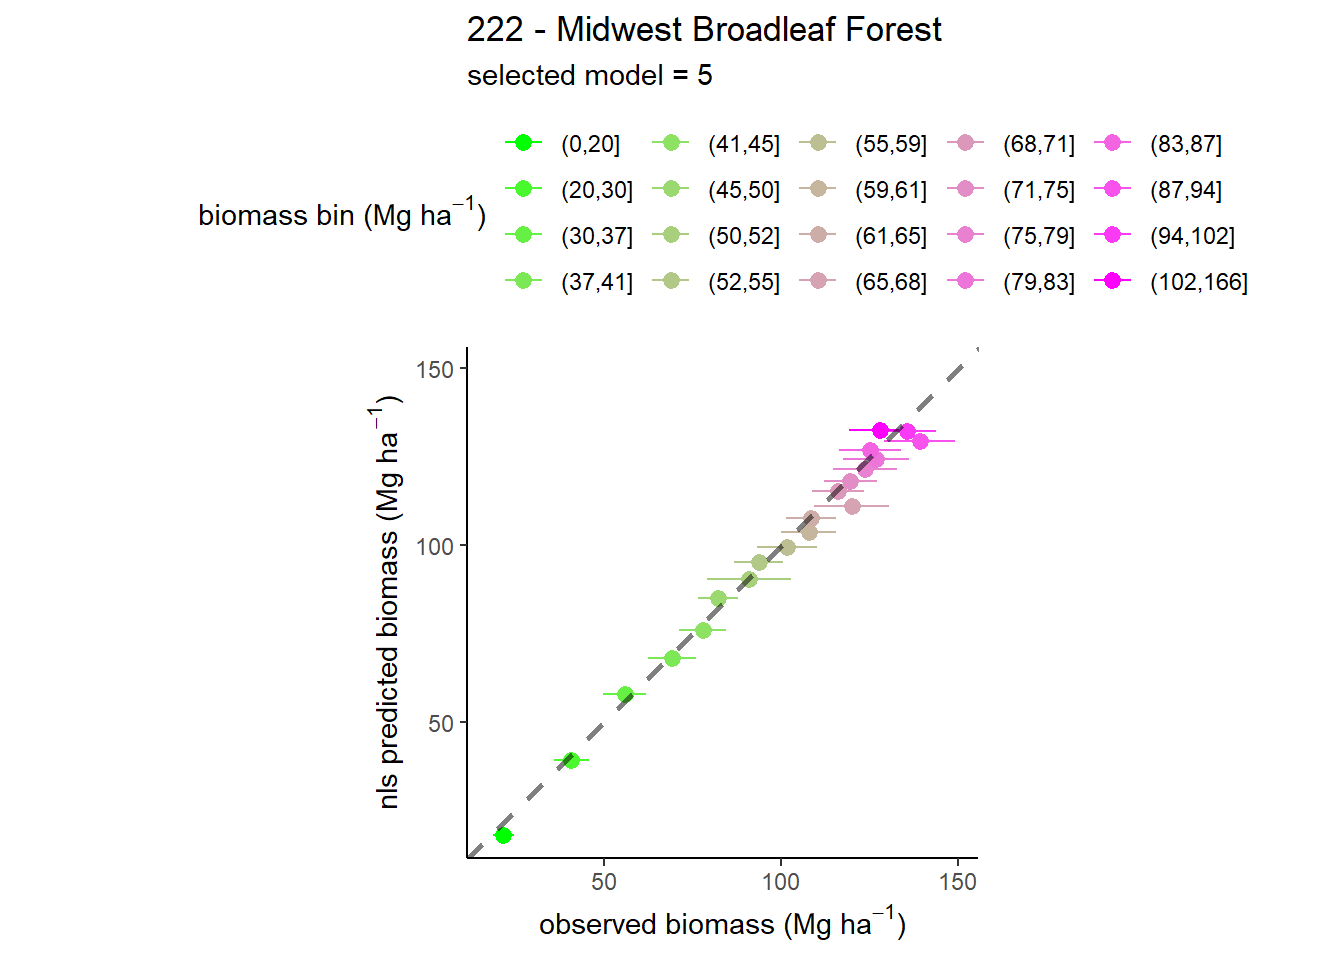 222 - Midwest Broadleaf Forest
selected model = 5
biomass bin (Mg ha⁻¹)
(0,20] (41,45] (55,59] (68,71] (83,87]
(20,30] (45,50] (59,61] (71,75] (87,94]
(30,37] (50,52] (61,65] (75,79] (94,102]
(37,41] (52,55] (65,68] (79,83] (102,166]
nls predicted biomass (Mg ha⁻¹)
150
100
50
50 100 150
observed biomass (Mg ha⁻¹)